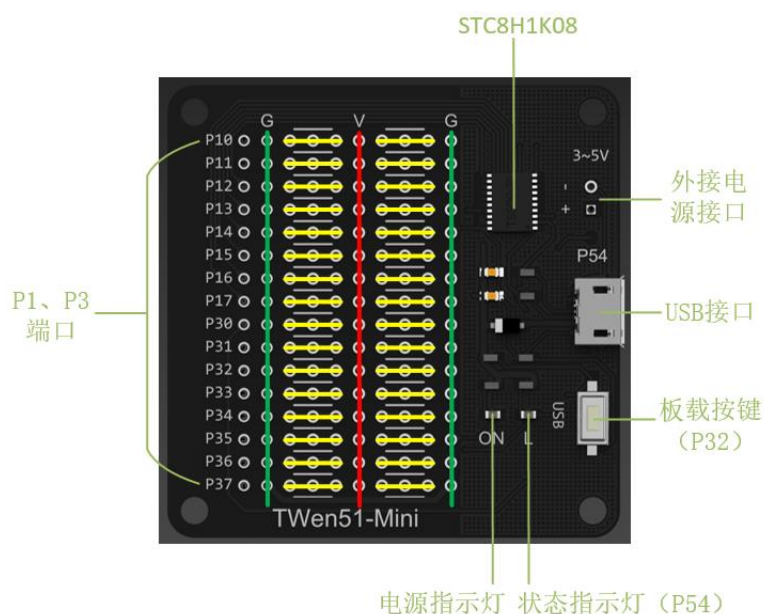 STC8H1K08
G V G
P10
P11
P12
P13
P14
P15
P16
P17
P30
P31
P32
P33
P34
P35
P36
P37
P1、P3
端口
3~5V
-
+
外接电
源接口
P54
USB接口
USB
板载按键
（P32）
ON L
TWen51-Mini
电源指示灯 状态指示灯（P54）